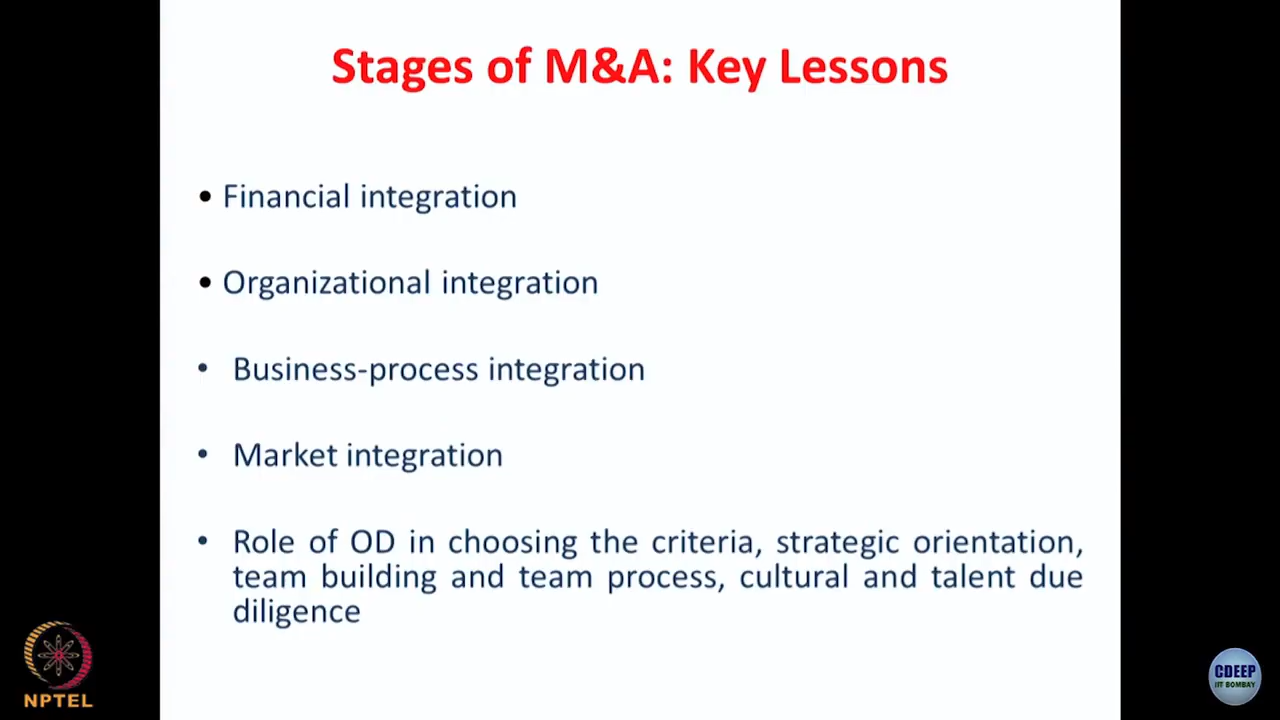 Stages of M&A: Key Lessons
• Financial integration
• Organizational integration
• Business-process integration
• Market integration
• Role of OD in choosing the criteria, strategic orientation,
team building and team process, cultural and talent due
diligence
NPTEL
CDEEP
IIT BOMBAY